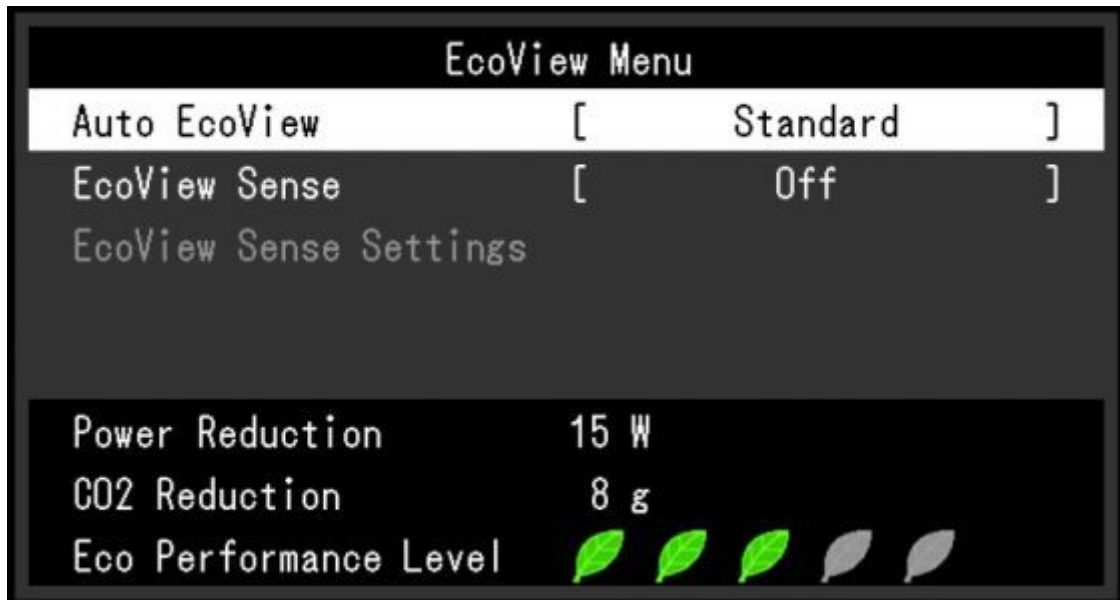 EcoView Menu
Auto EcoView [ Standard ]
EcoView Sense [ Off ]
EcoView Sense Settings
Power Reduction 15 W
CO2 Reduction 8 g
Eco Performance Level